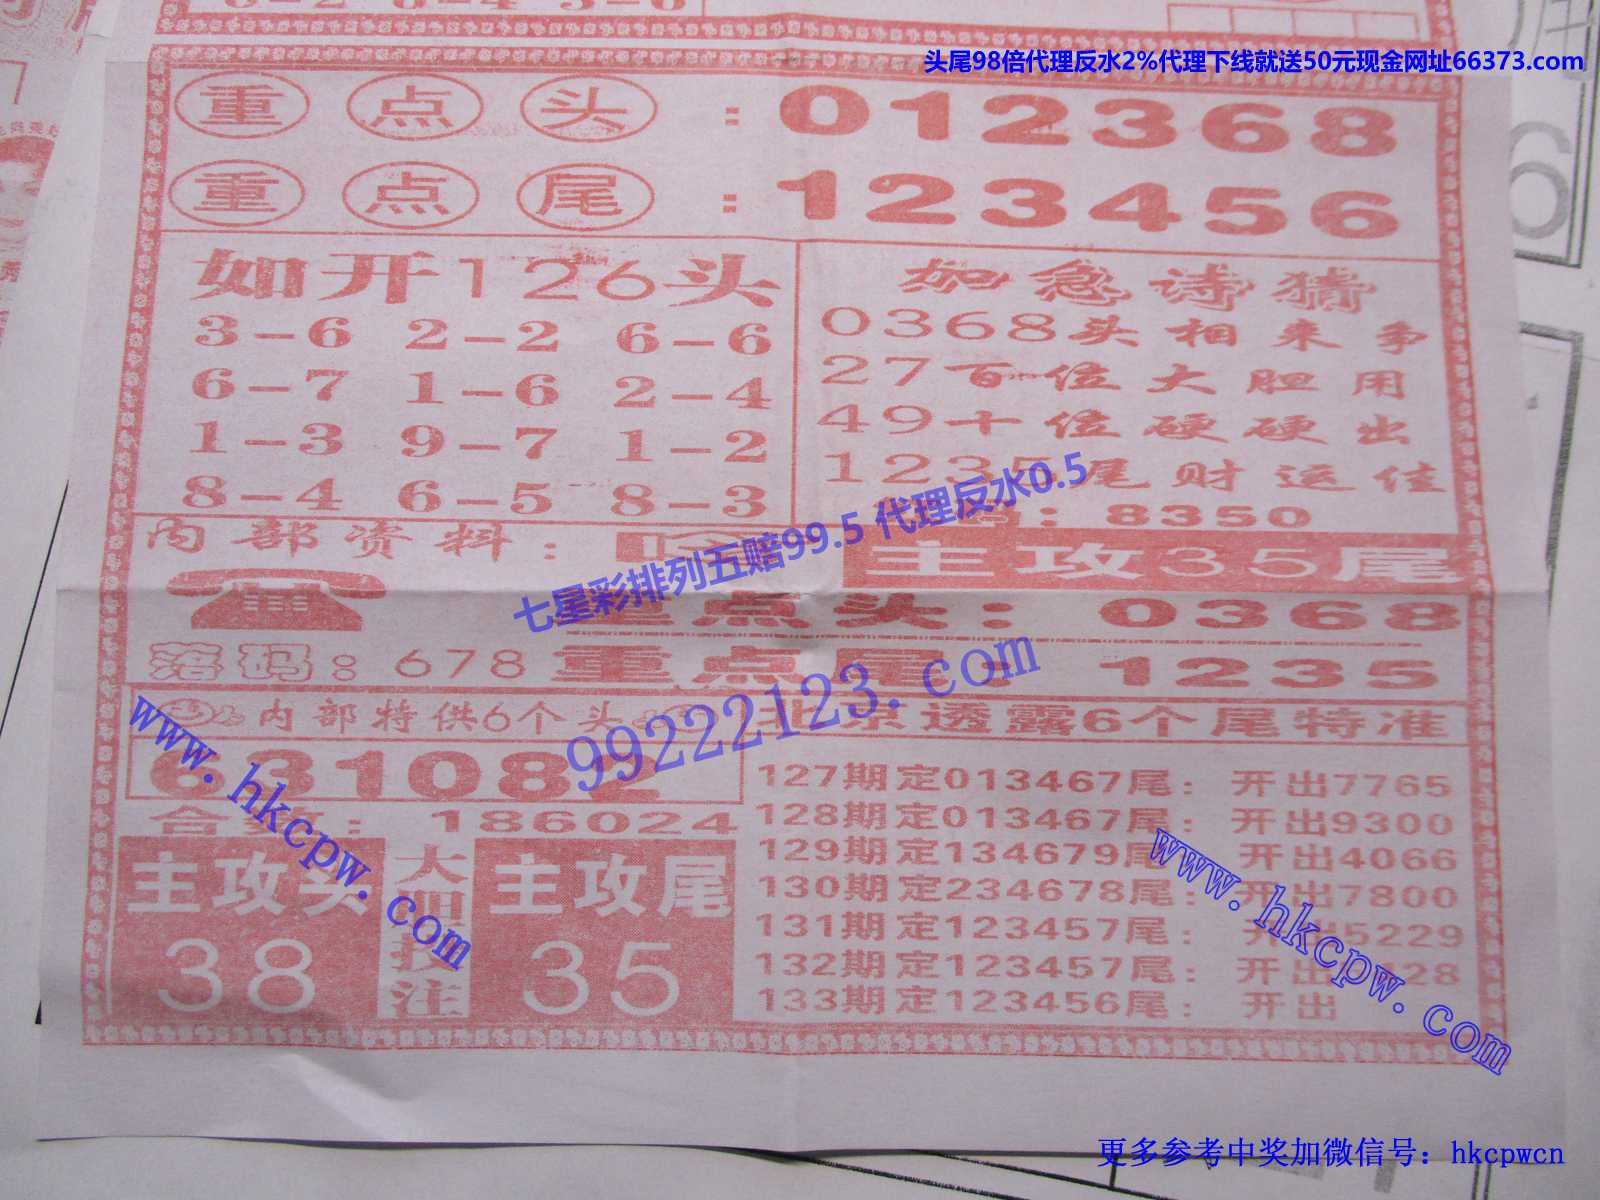 头尾98倍代理反水2%代理下线就送50元现金网址66373.com
重点头：012368
重点尾：123456
如开126头
3-6 2-2 6-6
6-7 1-6 2-4
1-3 9-7 1-2
8-4 6-5 8-3
加急诗猜
0368头相来争
27百位大胆用
49十位硬硬出
1235尾财运佳
：8350
七星彩排列五赔99.5 代理反水0.5
内部资料：
主攻35尾
重点头：0368
落码：678 重点尾：1235
99222123.com
内部特供6个头
631082
合数：186024
主攻头
38
大胆投注
主攻尾
35
北京透露6个尾特准
127期定013467尾：开出7765
128期定013467尾：开出9300
129期定134679尾 开出4066
130期定234678尾：开出7800
131期定123457尾：开出5229
132期定123457尾：开出 128
133期定123456尾：开出
www.hkcpw.com
www.hkcpw.com
更多参考中奖加微信号：hkcpwcn